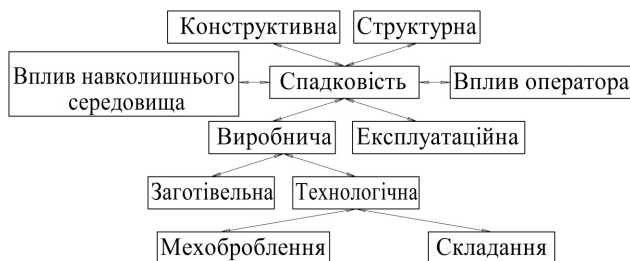 Конструктивна
Структурна
Вплив навколишнього
середовища
Спадковість
Вплив оператора
Виробнича
Експлуатаційна
Заготівельна
Технологічна
Мехоброблення
Складання